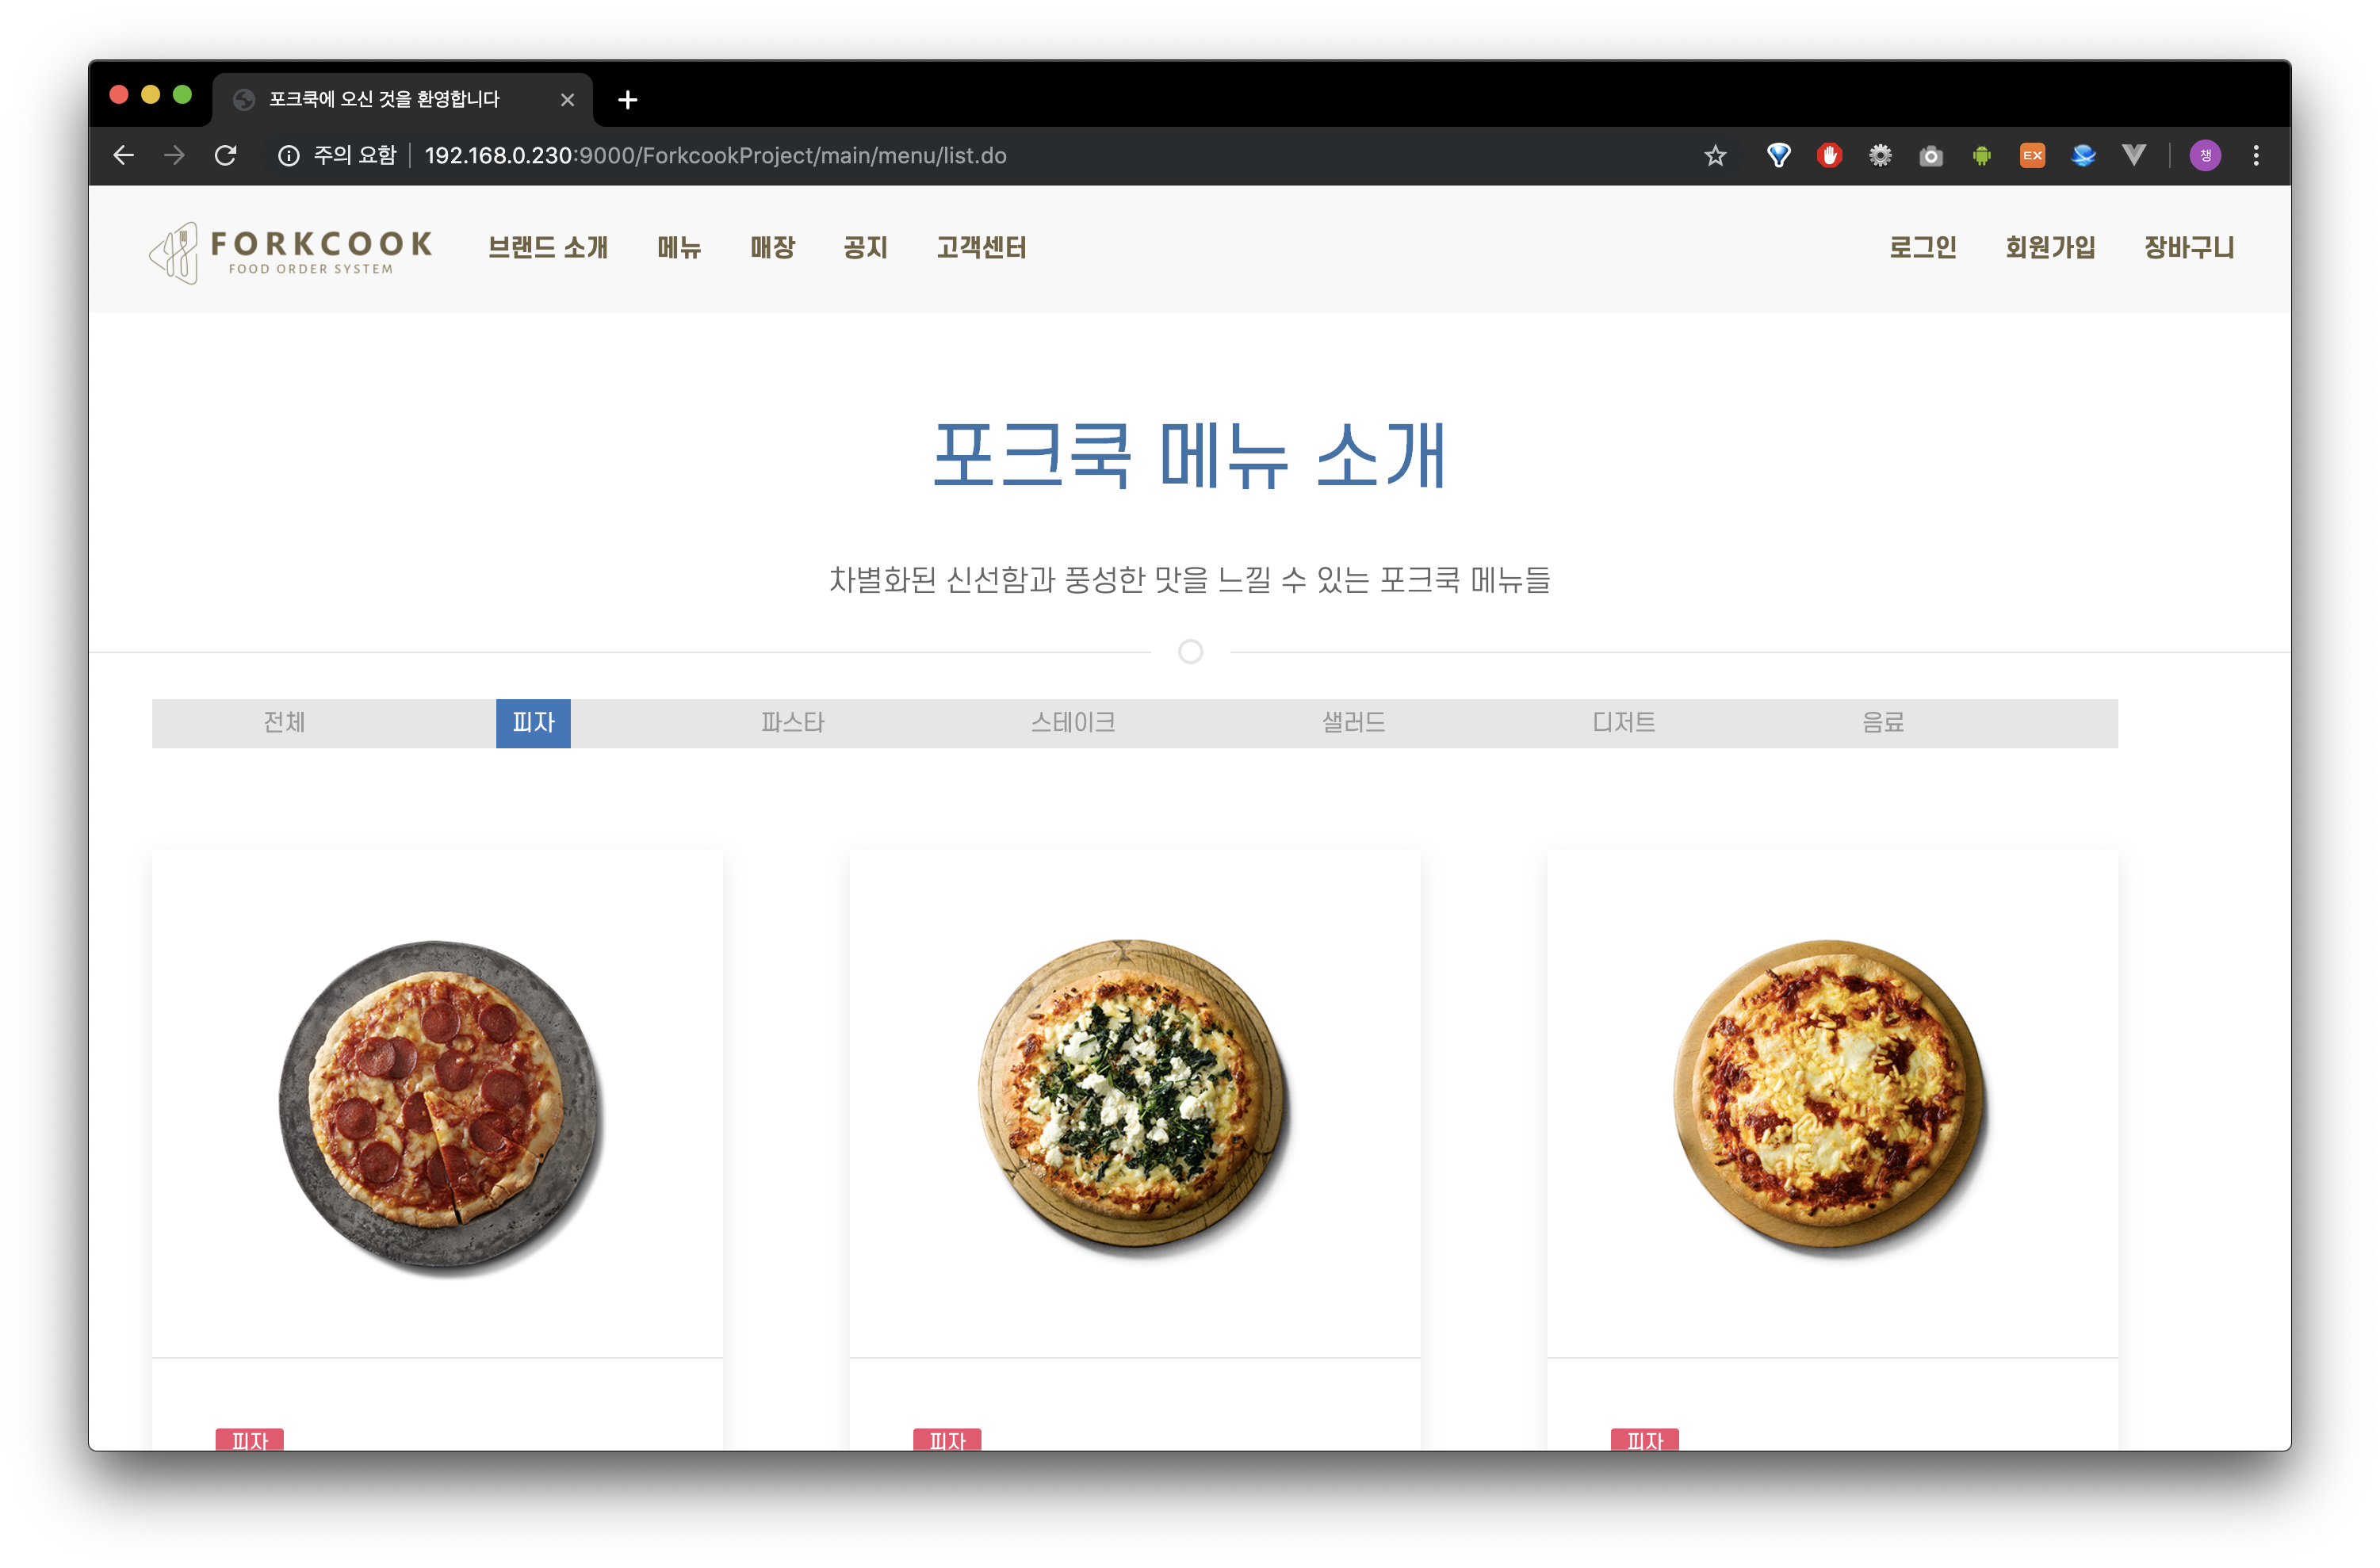 포크쿡에 오신 것을 환영합니다
주의 요함 192.168.0.230:9000/ForkcookProject/main/menu/list.do
EX
챙
FORKCOOK
FOOD ORDER SYSTEM
브랜드 소개 메뉴 매장 공지 고객센터 로그인 회원가입 장바구니
포크쿡 메뉴 소개
차별화된 신선함과 풍성한 맛을 느낄 수 있는 포크쿡 메뉴들
전체 피자 파스타 스테이크 샐러드 디저트 음료
피자 피자 피자